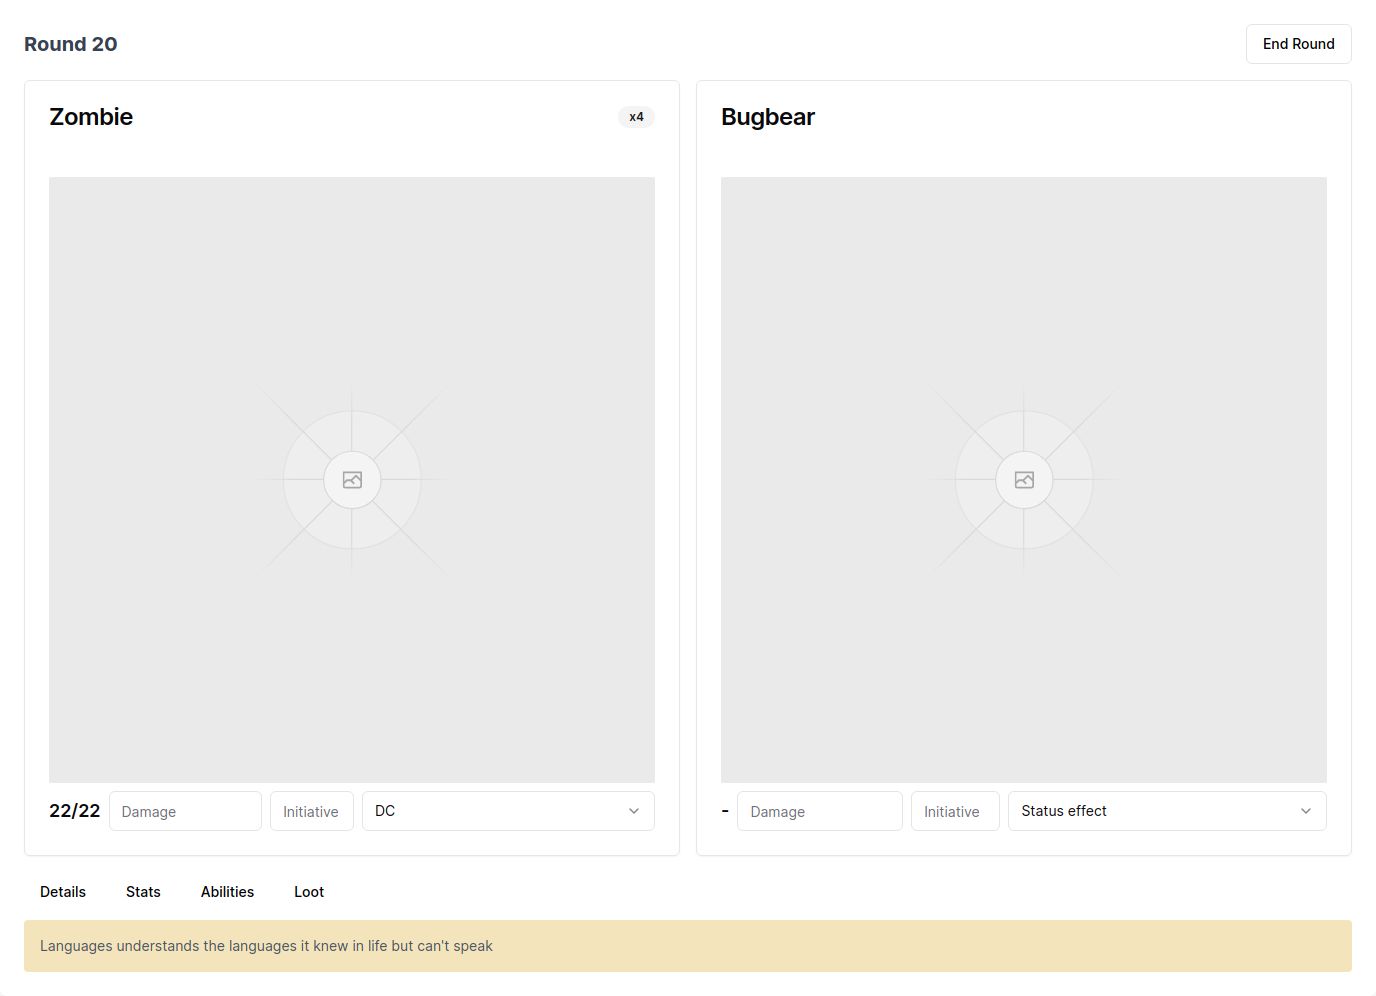 Round 20
End Round
Zombie
x4
Bugbear
22/22
Damage
Initiative
DC
-
Damage
Initiative
Status effect
Details
Stats
Abilities
Loot
Languages understands the languages it knew in life but can't speak